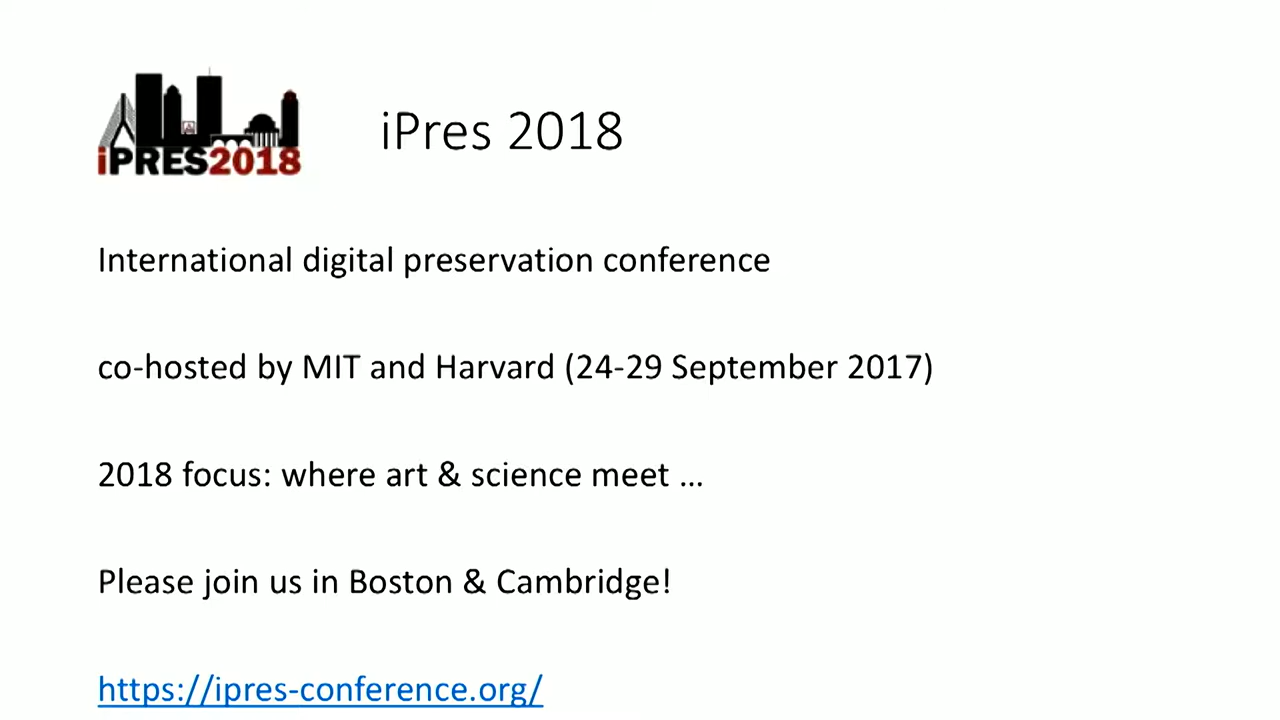 iPRES2018
iPres 2018
International digital preservation conference
co-hosted by MIT and Harvard (24-29 September 2017)
2018 focus: where art & science meet ...
Please join us in Boston & Cambridge!
https://ipres-conference.org/